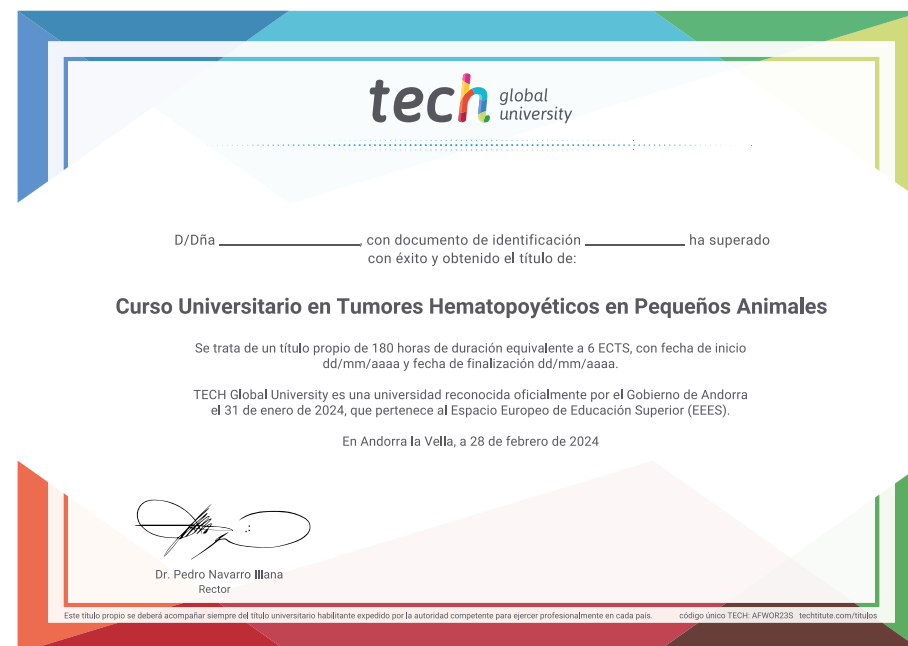 tech global university
D/Dña ____________________, con documento de identificación ______________ ha superado
con éxito y obtenido el título de:
Curso Universitario en Tumores Hematopoyéticos en Pequeños Animales
Se trata de un título propio de 180 horas de duración equivalente a 6 ECTS, con fecha de inicio
dd/mm/aaaa y fecha de finalización dd/mm/aaaa.
TECH Global University es una universidad reconocida oficialmente por el Gobierno de Andorra
el 31 de enero de 2024, que pertenece al Espacio Europeo de Educación Superior (EEES).
En Andorra la Vella, a 28 de febrero de 2024
Dr. Pedro Navarro Illana
Rector
Este título propio se deberá acompañar siempre del título universitario habilitante expedido por la autoridad competente para ejercer profesionalmente en cada país. código único TECH: AFWOR23S techtitute.com/títulos